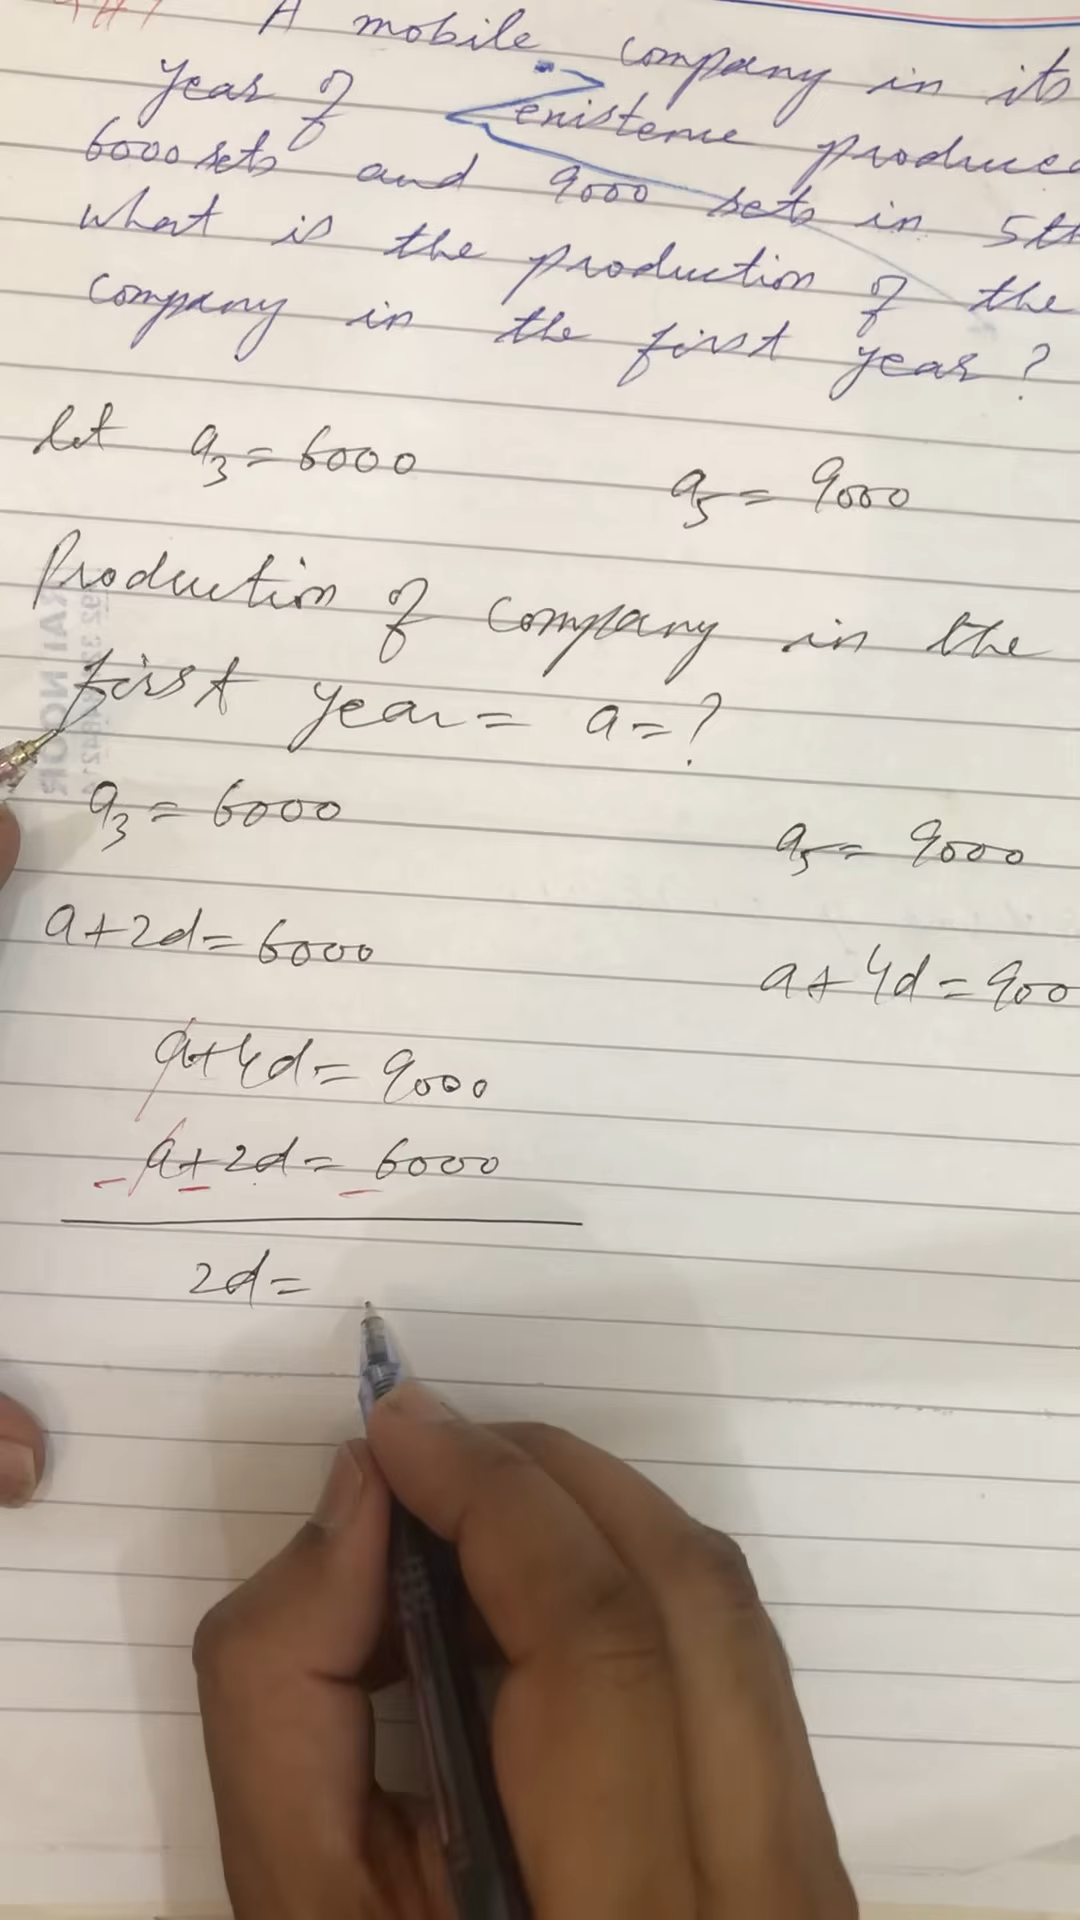 A mobile company in its
year of existence produced
6000 sets and 9000 sets in 5th
what is the production of the
company in the first year?
let a₃ = 6000 a₅ = 9000
Production of company in the
first year = a = ?
a₃ = 6000 a₅ = 9000
a + 2d = 6000 a + 4d = 900
a + 4d = 9000
a + 2d = 6000
- - -
2d =